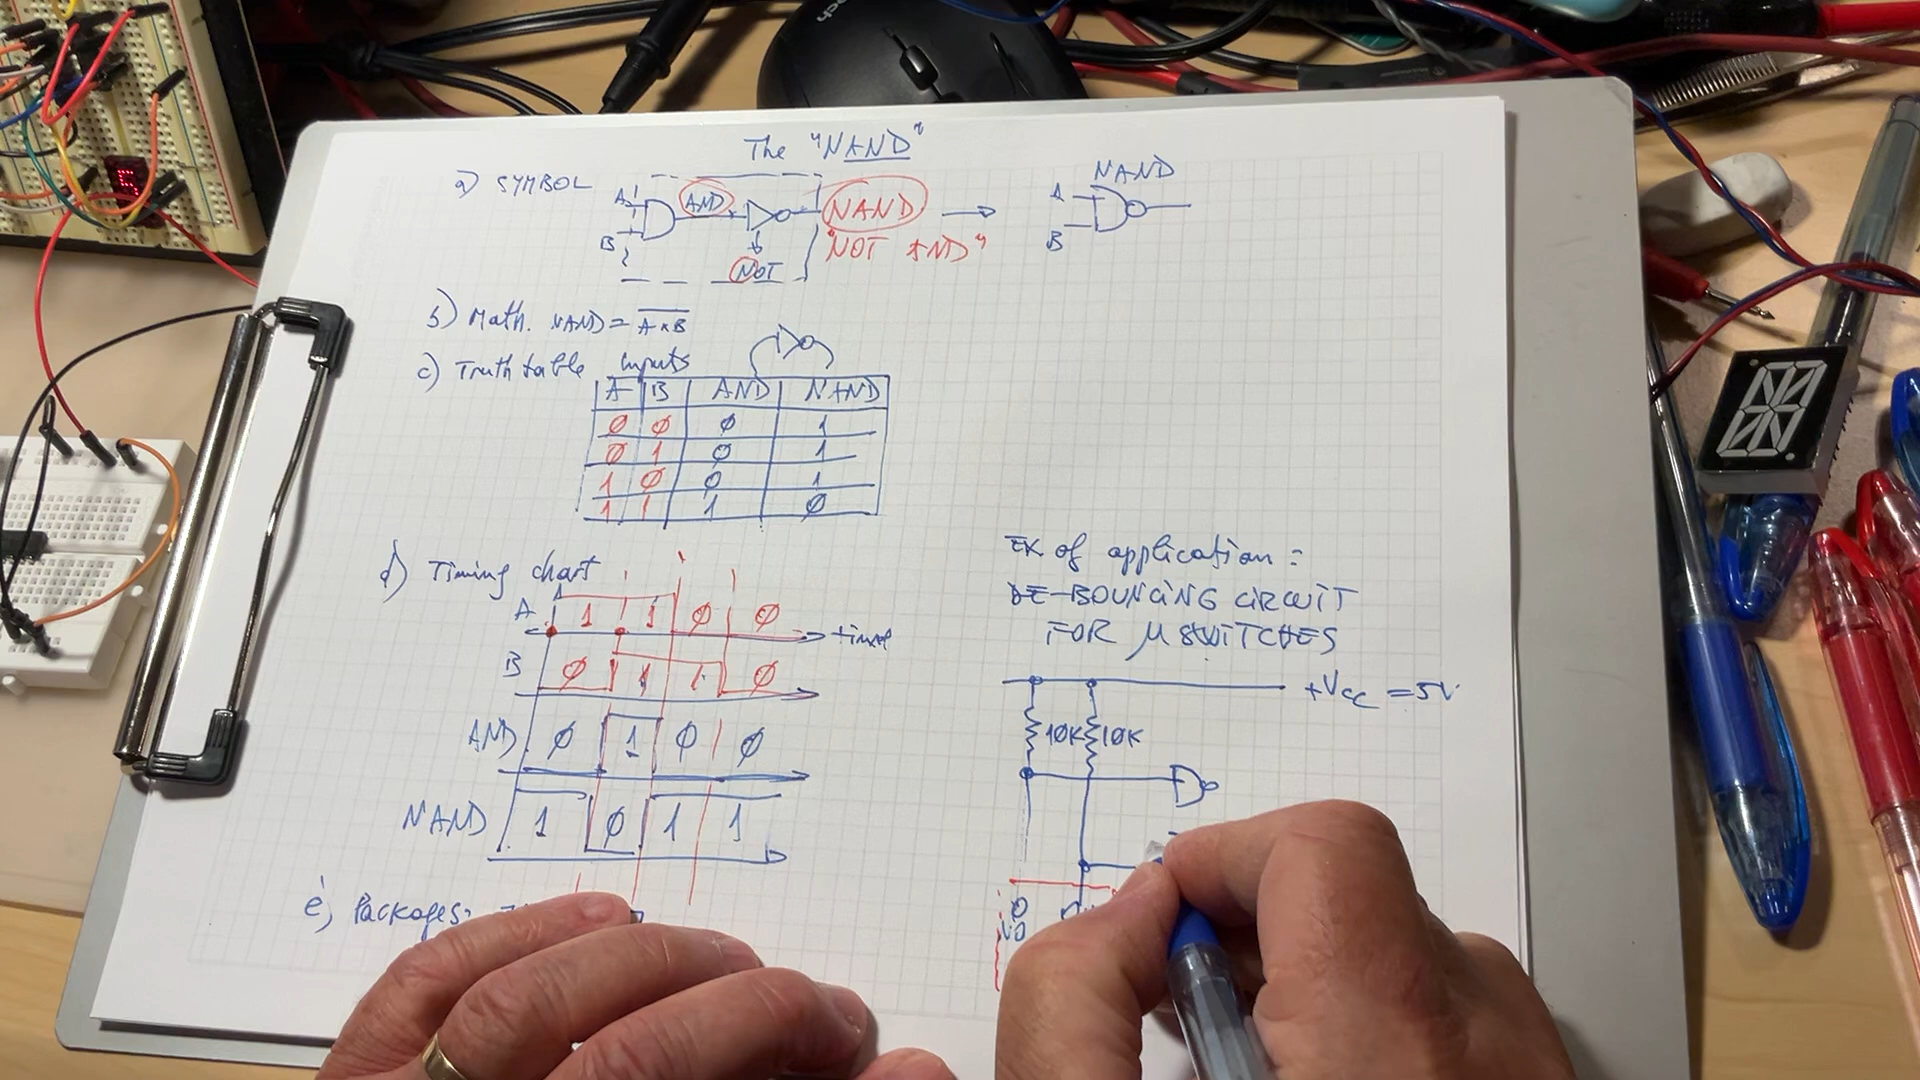 The "NAND"
a) SYMBOL
A
B
AND
NOT
NAND
"NOT AND"
NAND
A
B
b) Math. NAND = A×B
c) Truth table Inputs
A B AND NAND
0 0 0 1
0 1 0 1
1 0 0 1
1 1 1 0
d) Timing chart
A 1 1 0 0
B 0 1 1 0
AND 0 1 0 0
NAND 1 0 1 1
e) Packages:
EX of application:
DE-BOUNCING CIRCUIT
FOR μ SWITCHES
+Vcc = 5V
10K 10K